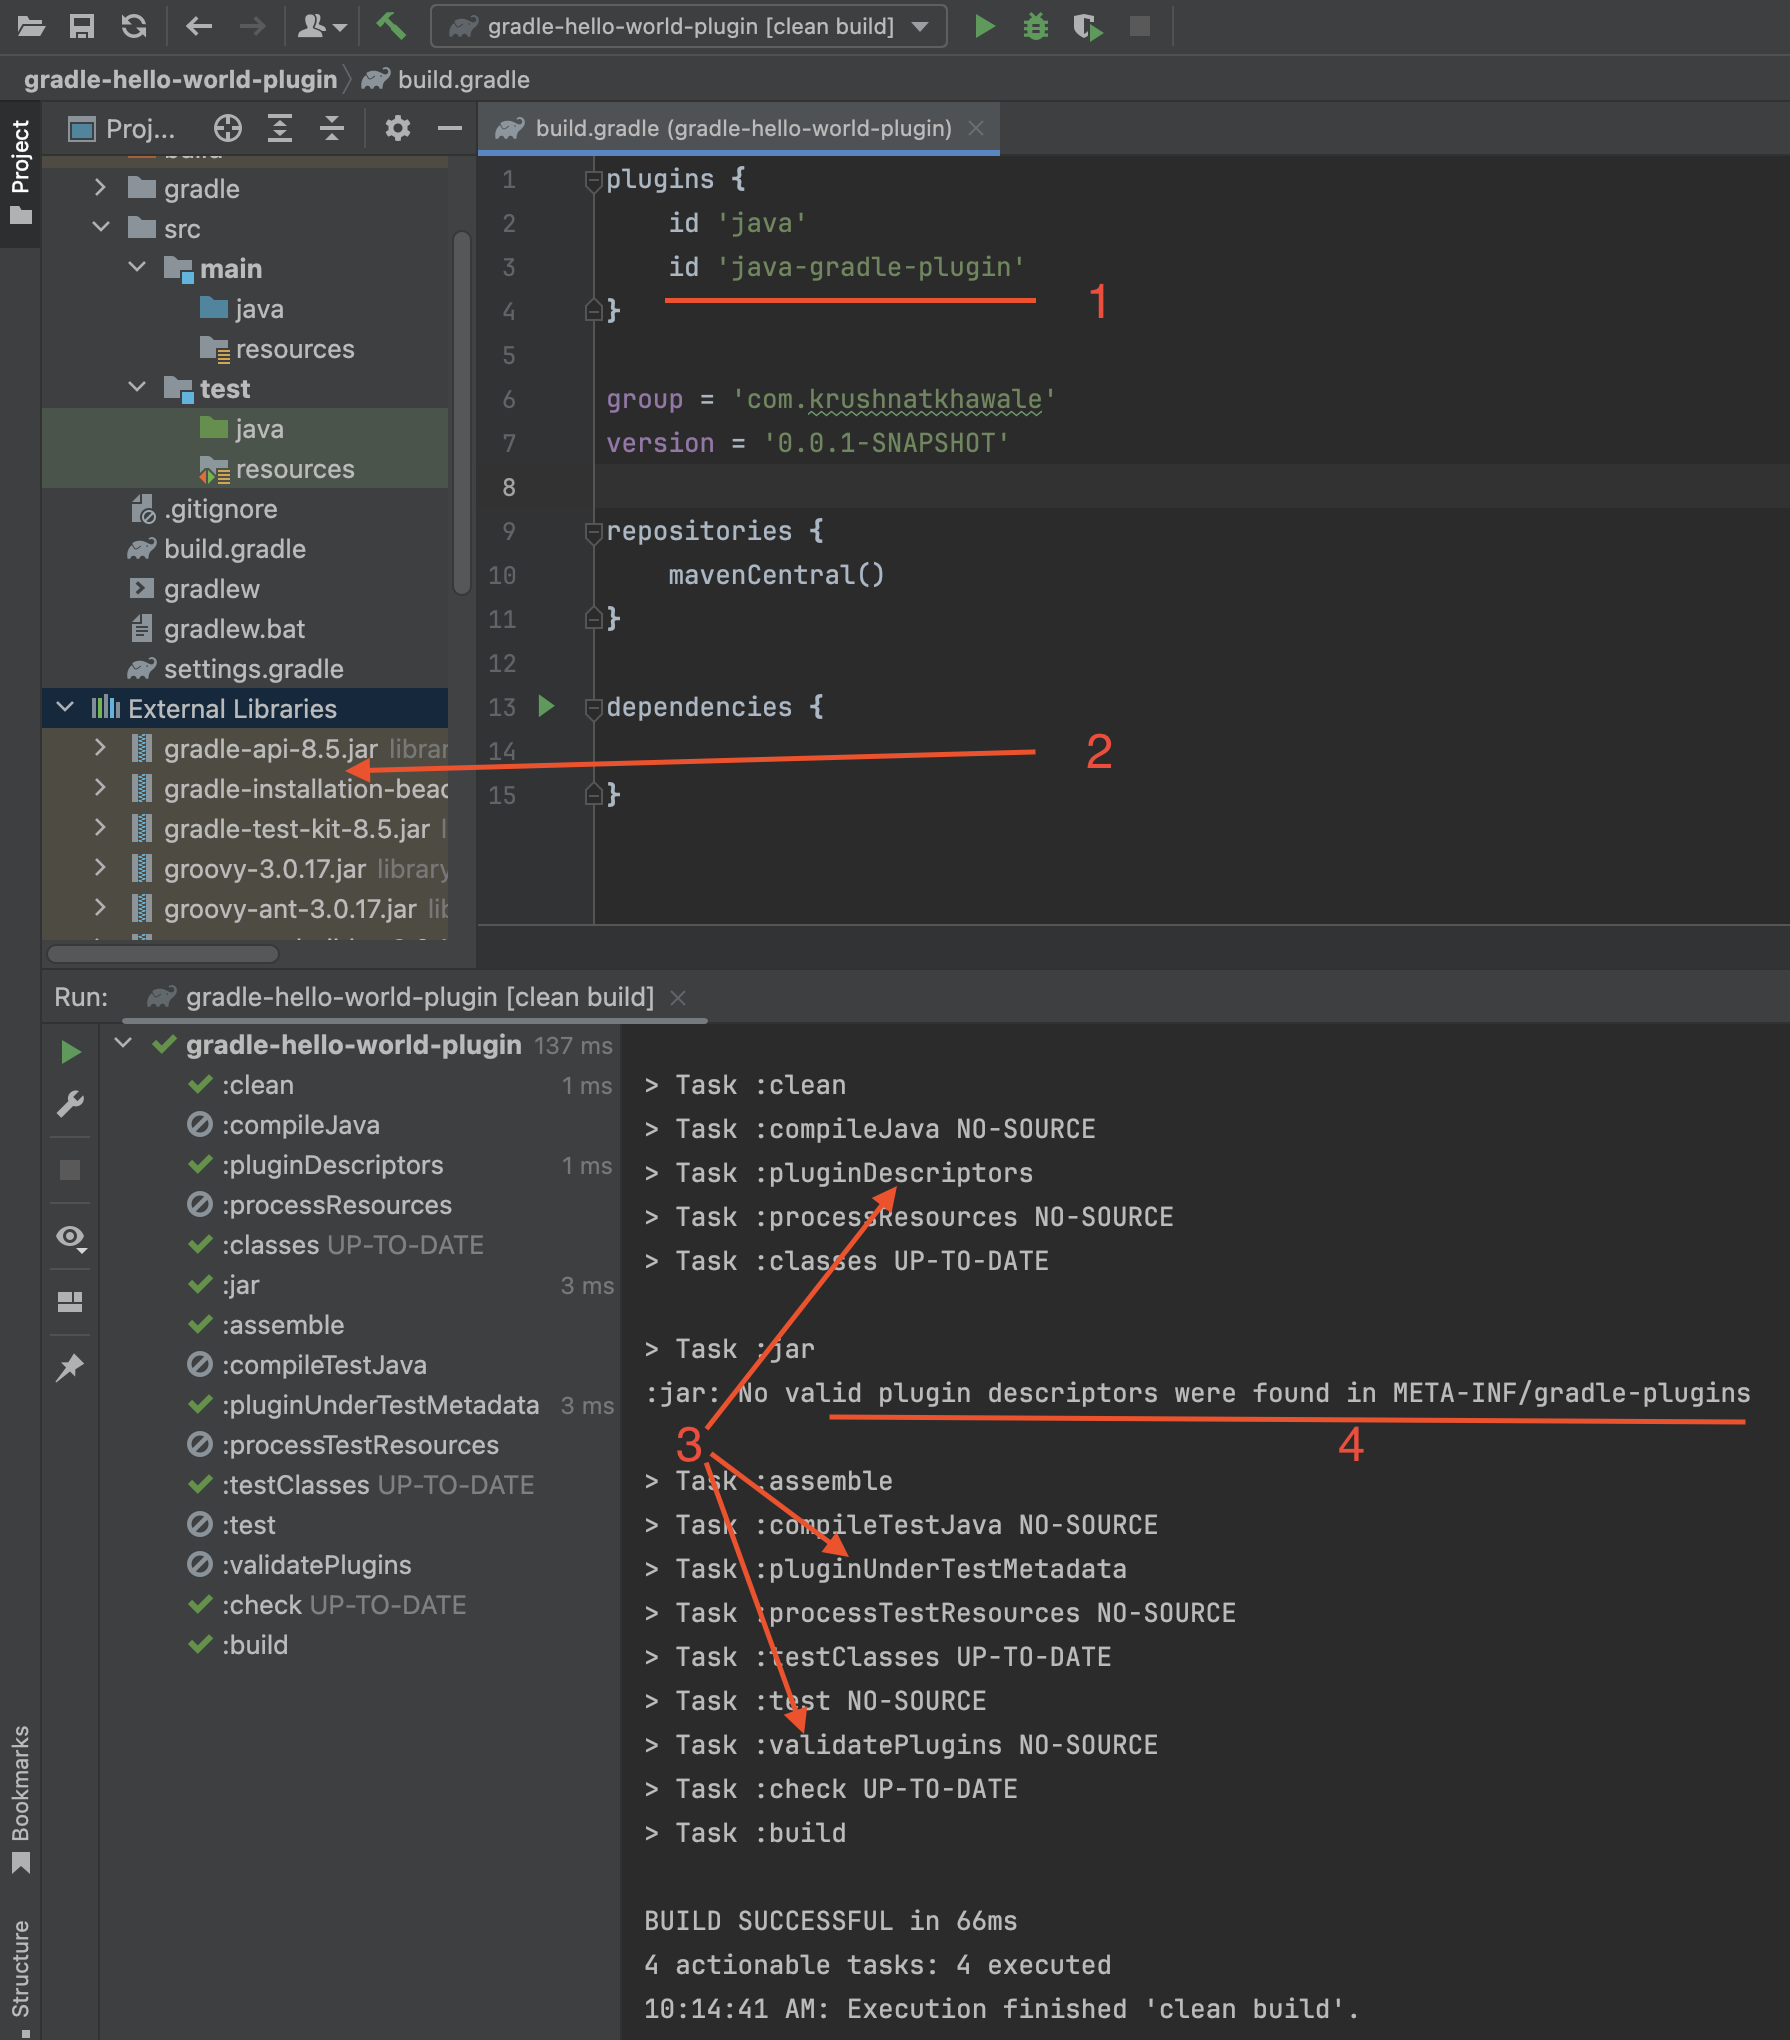 gradle-hello-world-plugin [clean build]
gradle-hello-world-plugin
build.gradle
Project
Proj...
build.gradle (gradle-hello-world-plugin)
gradle
src
main
java
resources
test
java
resources
.gitignore
build.gradle
gradlew
gradlew.bat
settings.gradle
External Libraries
gradle-api-8.5.jar
gradle-installation-beac
gradle-test-kit-8.5.jar
groovy-3.0.17.jar library
groovy-ant-3.0.17.jar
1 plugins {
2 id 'java'
3 id 'java-gradle-plugin'
4 }
5
6 group = 'com.krushnatkhawale'
7 version = '0.0.1-SNAPSHOT'
8
9 repositories {
10 mavenCentral()
11 }
12
13 dependencies {
14
15 }
1
2
Run:
gradle-hello-world-plugin [clean build]
gradle-hello-world-plugin 137 ms
:clean 1 ms
:compileJava
:pluginDescriptors 1 ms
:processResources
:classes UP-TO-DATE
:jar 3 ms
:assemble
:compileTestJava
:pluginUnderTestMetadata 3 ms
:processTestResources
:testClasses UP-TO-DATE
:test
:validatePlugins
:check UP-TO-DATE
:build
> Task :clean
> Task :compileJava NO-SOURCE
> Task :pluginDescriptors
> Task :processResources NO-SOURCE
> Task :classes UP-TO-DATE
> Task :jar
:jar: No valid plugin descriptors were found in META-INF/gradle-plugins
3
4
> Task :assemble
> Task :compileTestJava NO-SOURCE
> Task :pluginUnderTestMetadata
> Task :processTestResources NO-SOURCE
> Task :testClasses UP-TO-DATE
> Task :test NO-SOURCE
> Task :validatePlugins NO-SOURCE
> Task :check UP-TO-DATE
> Task :build
BUILD SUCCESSFUL in 66ms
4 actionable tasks: 4 executed
10:14:41 AM: Execution finished 'clean build'.
Bookmarks
Structure